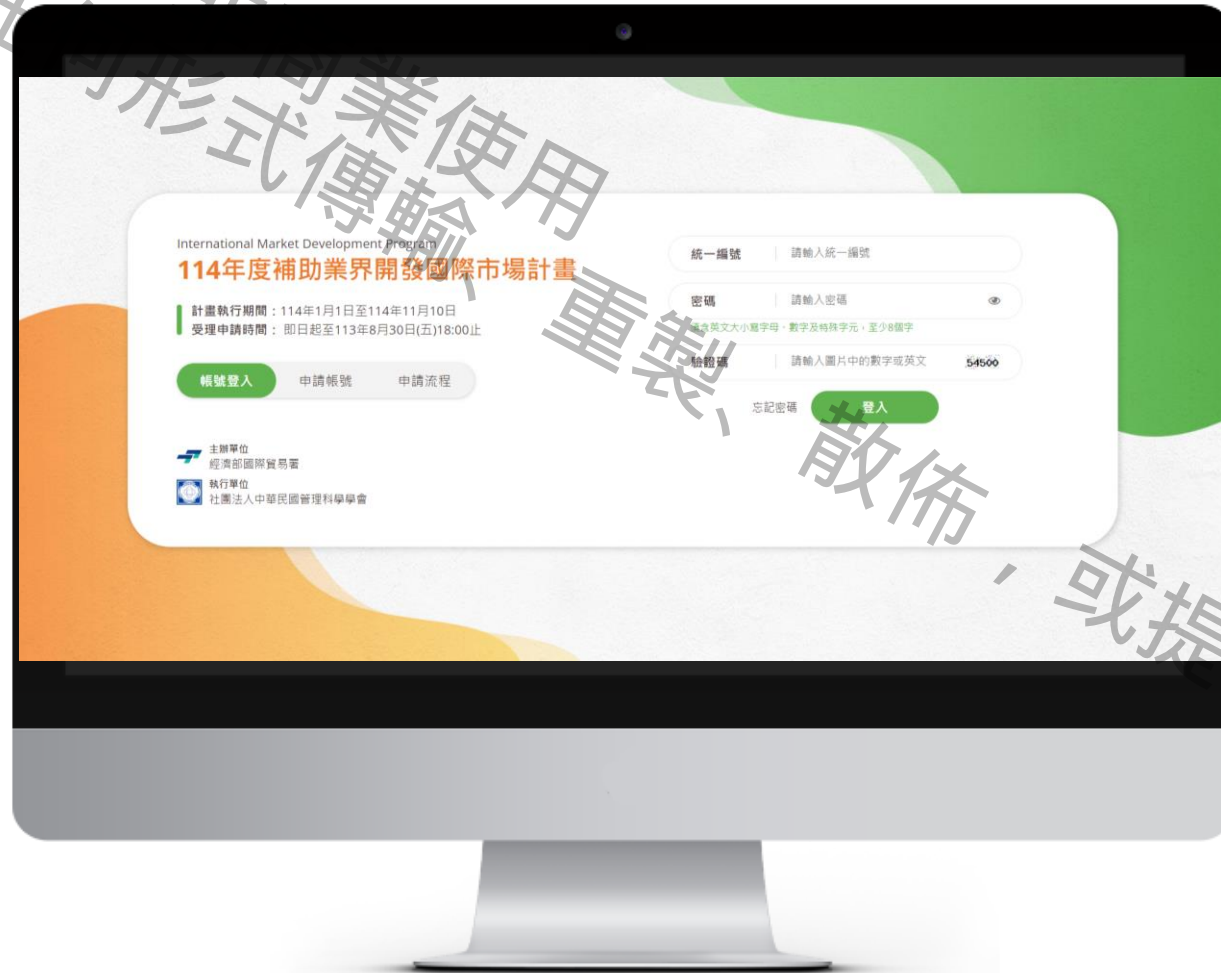 商業使用
何形式傳輸、重製、散佈，或提
International Market Development Program
114年度補助業界開發國際市場計畫
計畫執行期間：114年1月1日至114年11月10日
受理申請時間： 即日起至113年8月30日(五)18:00止
帳號登入 申請帳號 申請流程
主辦單位
經濟部國際貿易署
執行單位
社團法人中華民國管理科學學會
統一編號 請輸入統一編號
密碼 請輸入密碼
含英文大小寫字母、數字及特殊字元，至少8個字
驗證碼 請輸入圖片中的數字或英文 54500
忘記密碼 登入